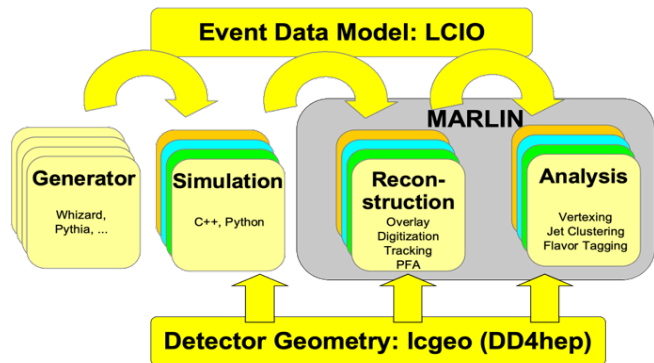 Event Data Model: LCIO
MARLIN
Generator
Whizard,
Pythia, ...
Simulation
C++, Python
Recon-
struction
Overlay
Digitization
Tracking
PFA
Analysis
Vertexing
Jet Clustering
Flavor Tagging
Detector Geometry: lcgeo (DD4hep)